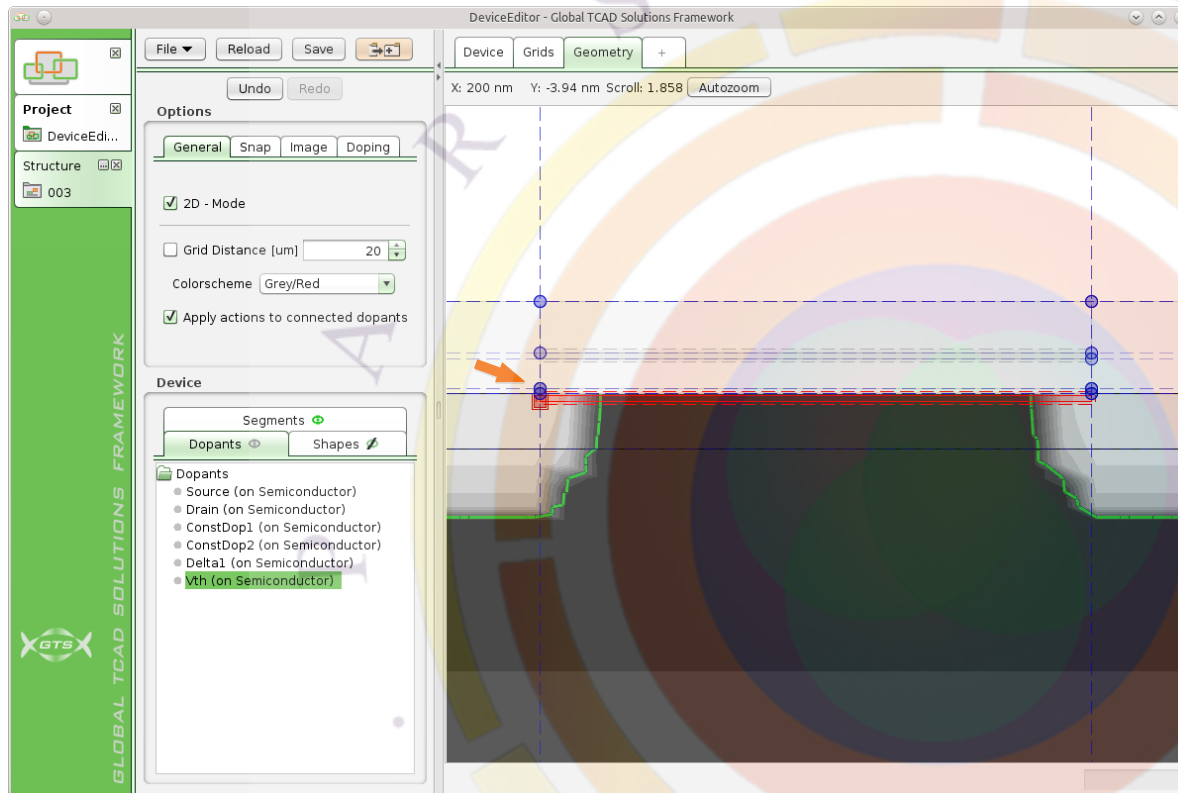 DeviceEditor - Global TCAD Solutions Framework
File
Reload
Save
Undo
Redo
Project
DeviceEdi...
Structure
003
Options
General
Snap
Image
Doping
2D - Mode
Grid Distance [um]
20
Colorscheme
Grey/Red
Apply actions to connected dopants
Device
Segments
Dopants
Shapes
Dopants
Source (on Semiconductor)
Drain (on Semiconductor)
ConstDop1 (on Semiconductor)
ConstDop2 (on Semiconductor)
Delta1 (on Semiconductor)
Vth (on Semiconductor)
GTS
GLOBAL TCAD SOLUTIONS FRAMEWORK
Device
Grids
Geometry
+
X: 200 nm Y: -3.94 nm Scroll: 1.858
Autozoom